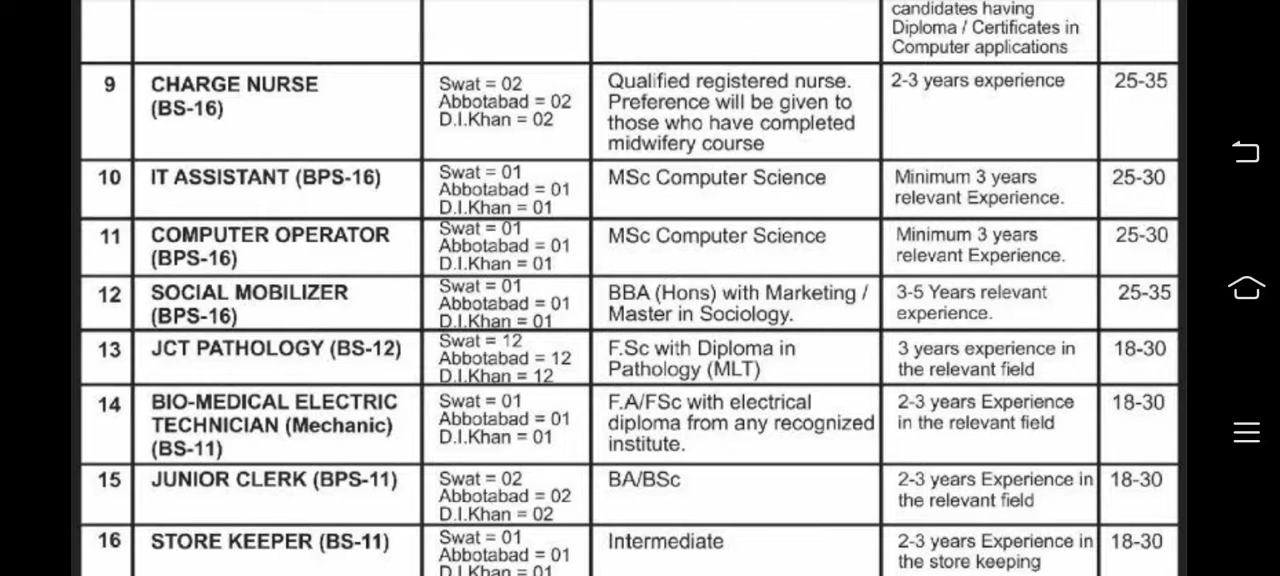 candidates having
Diploma / Certificates in
Computer applications
9
CHARGE NURSE
(BS-16)
Swat = 02
Abbotabad = 02
D.I.Khan = 02
Qualified registered nurse.
Preference will be given to
those who have completed
midwifery course
2-3 years experience
25-35
10
IT ASSISTANT (BPS-16)
Swat = 01
Abbotabad = 01
D.I.Khan = 01
MSc Computer Science
Minimum 3 years
relevant Experience.
25-30
11
COMPUTER OPERATOR
(BPS-16)
Swat = 01
Abbotabad = 01
D.I.Khan = 01
MSc Computer Science
Minimum 3 years
relevant Experience.
25-30
12
SOCIAL MOBILIZER
(BPS-16)
Swat = 01
Abbotabad = 01
D.I.Khan = 01
BBA (Hons) with Marketing /
Master in Sociology.
3-5 Years relevant
experience.
25-35
13
JCT PATHOLOGY (BS-12)
Swat = 12
Abbotabad = 12
D.I.Khan = 12
F.Sc with Diploma in
Pathology (MLT)
3 years experience in
the relevant field
18-30
14
BIO-MEDICAL ELECTRIC
TECHNICIAN (Mechanic)
(BS-11)
Swat = 01
Abbotabad = 01
D.I.Khan = 01
F.A/FSc with electrical
diploma from any recognized
institute.
2-3 years Experience
in the relevant field
18-30
15
JUNIOR CLERK (BPS-11)
Swat = 02
Abbotabad = 02
D.I.Khan = 02
BA/BSc
2-3 years Experience in
the relevant field
18-30
16
STORE KEEPER (BS-11)
Swat = 01
Abbotabad = 01
D.I.Khan = 01
Intermediate
2-3 years Experience in
the store keeping
18-30